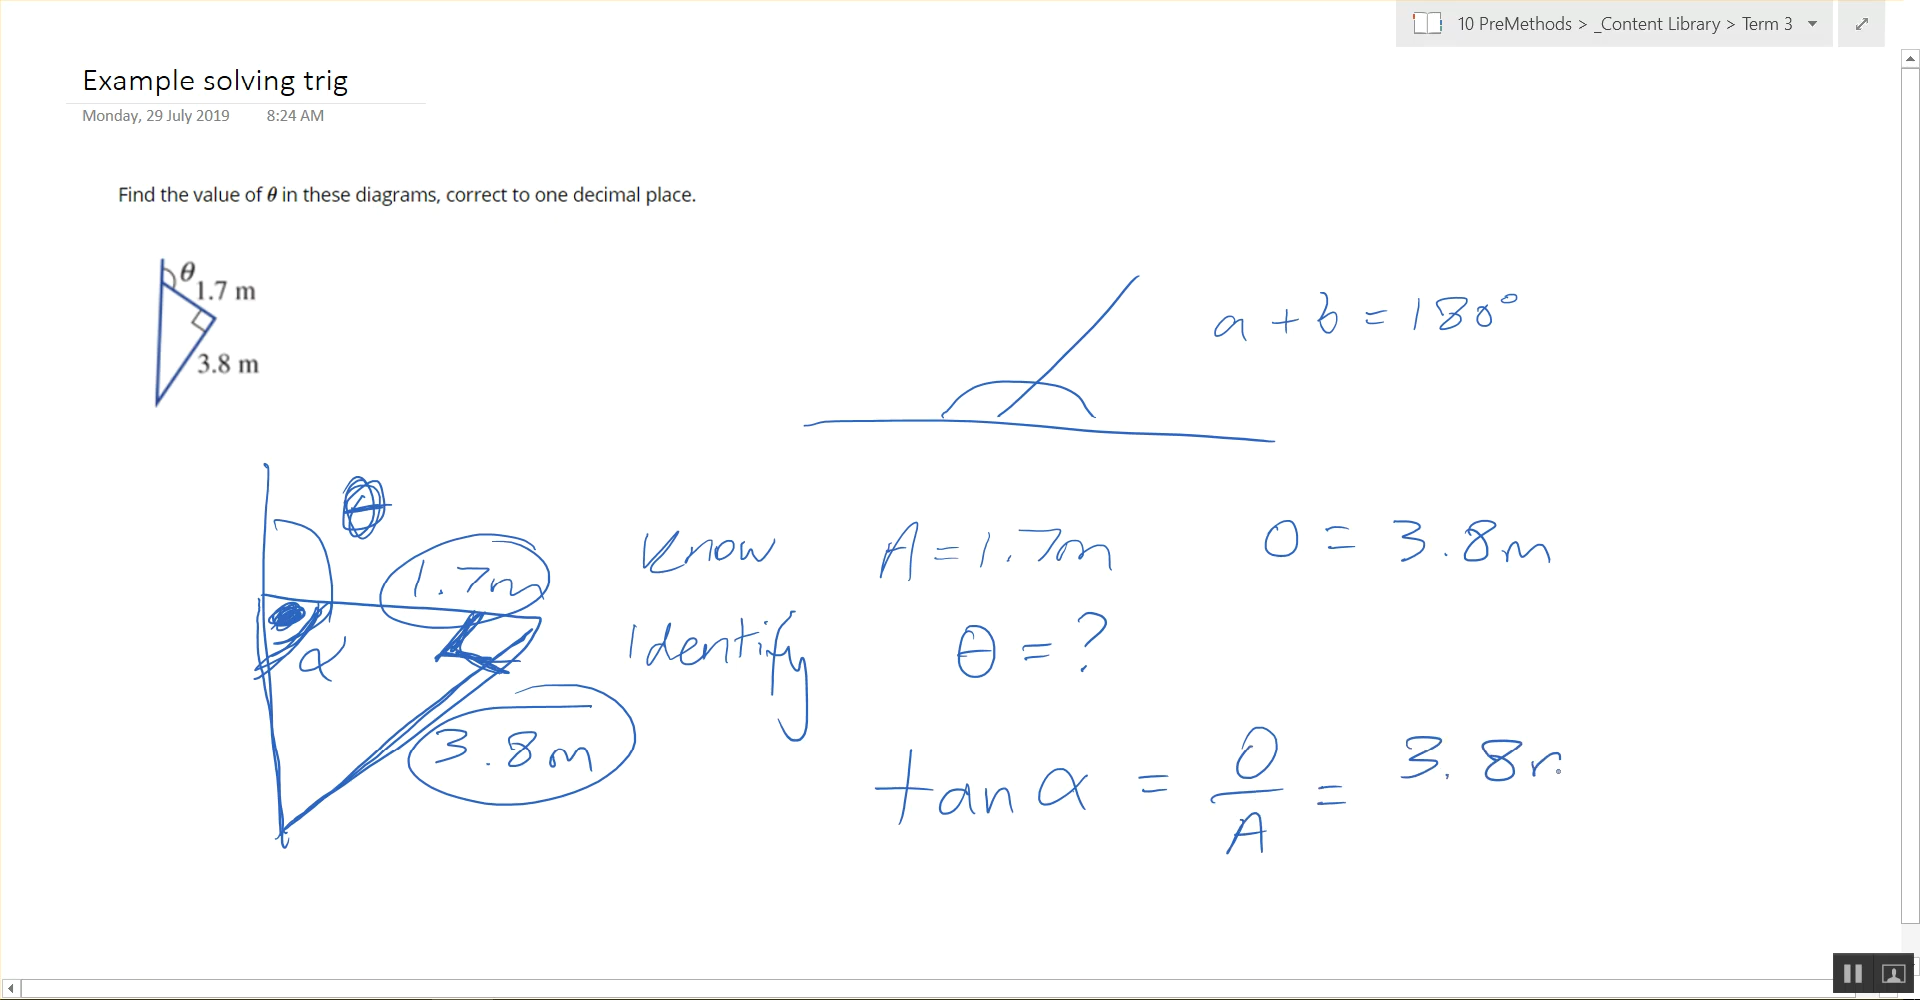 10 PreMethods > _Content Library > Term 3
Example solving trig
Monday, 29 July 2019 8:24 AM
Find the value of θ in these diagrams, correct to one decimal place.
θ
1.7 m
3.8 m
a + b = 180°
θ
1.7m
α
3.8m
Know A = 1.7m O = 3.8m
Identify θ = ?
tan α = O/A = 3.8